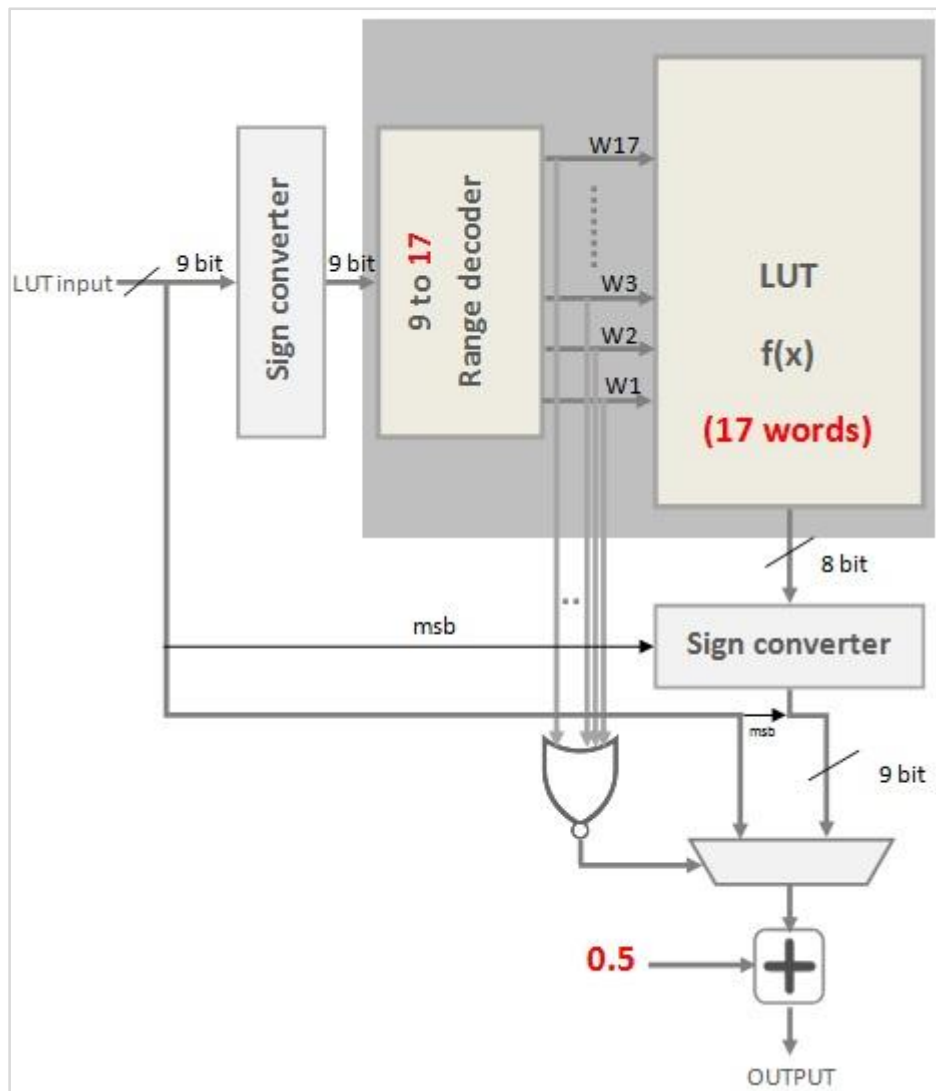 W17
9 bit
9 bit
LUT input
Sign converter
9 to 17
Range decoder
W3
W2
W1
LUT
f(x)
(17 words)
8 bit
msb
Sign converter
msb
9 bit
0.5
OUTPUT